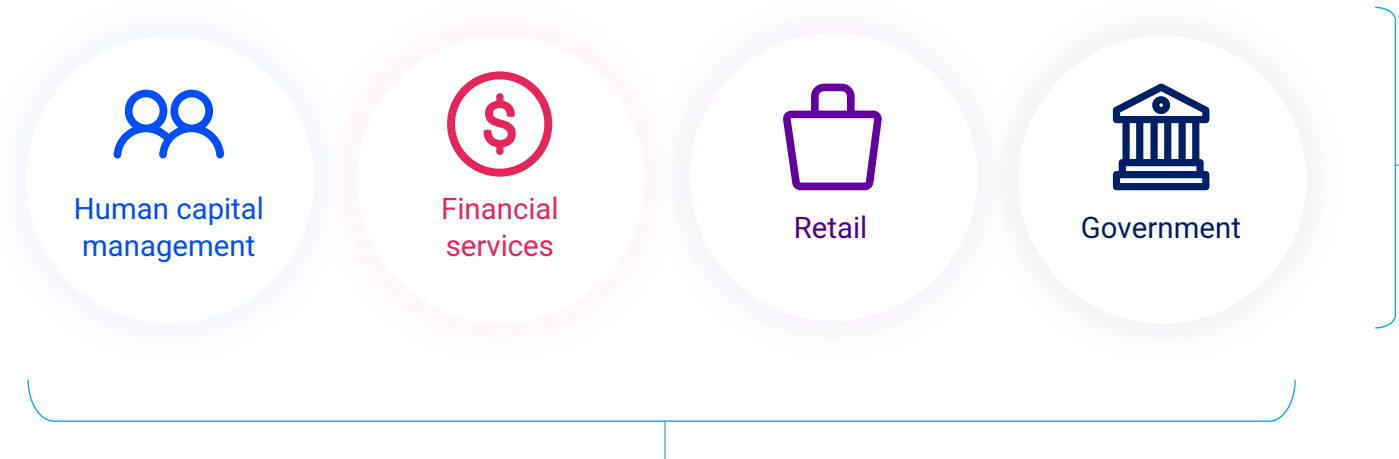 Human capital
management
Financial
services
Retail
Government